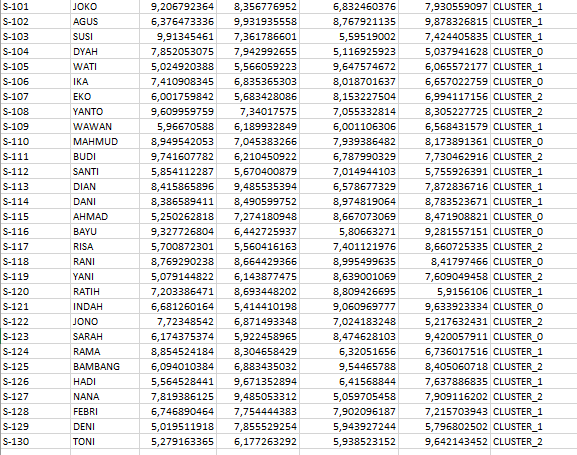 S-101 JOKO 9,206792364 8,356776952 6,832460376 7,930559097 CLUSTER_1
S-102 AGUS 6,376473336 9,931935558 8,767921135 9,878326815 CLUSTER_1
S-103 SUSI 9,91345461 7,361786601 5,59519002 7,424405835 CLUSTER_1
S-104 DYAH 7,852053075 7,942992655 5,116925923 5,037941628 CLUSTER_0
S-105 WATI 5,024920388 5,566059223 9,647574672 6,065572177 CLUSTER_1
S-106 IKA 7,410908345 6,835365303 8,018701637 6,657022759 CLUSTER_0
S-107 EKO 6,001759842 5,683428086 8,153227504 6,994117156 CLUSTER_2
S-108 YANTO 9,609959759 7,34017575 7,055332814 8,305227725 CLUSTER_2
S-109 WAWAN 5,96670588 6,189932849 6,001106306 6,568431579 CLUSTER_1
S-110 MAHMUD 8,949542053 7,045383266 7,939386482 8,173891361 CLUSTER_0
S-111 BUDI 9,741607782 6,210450922 6,787990329 7,730462916 CLUSTER_2
S-112 SANTI 5,854112287 5,670400879 7,014944103 5,755926391 CLUSTER_1
S-113 DIAN 8,415865896 9,485535394 6,578677329 7,872836716 CLUSTER_1
S-114 DANI 8,386589411 8,490599752 8,974819064 8,783523671 CLUSTER_1
S-115 AHMAD 5,250262818 7,274180948 8,667073069 8,471908821 CLUSTER_0
S-116 BAYU 9,327726804 6,442725937 5,80663271 9,281557151 CLUSTER_0
S-117 RISA 5,700872301 5,560416163 7,401121976 8,660725335 CLUSTER_2
S-118 RANI 8,769290238 8,664429366 8,995499635 8,41797466 CLUSTER_0
S-119 YANI 5,079144822 6,143877475 8,639001069 7,609049458 CLUSTER_2
S-120 RATIH 7,203386471 8,693448202 8,809426695 5,9156106 CLUSTER_1
S-121 INDAH 6,681260164 5,414410198 9,060969777 9,633923334 CLUSTER_0
S-122 JONO 7,72348542 6,871493348 7,024183248 5,217632431 CLUSTER_2
S-123 SARAH 6,174375374 5,922458965 8,474628103 9,420057911 CLUSTER_0
S-124 RAMA 8,854524184 8,304658429 6,32051656 6,736017516 CLUSTER_1
S-125 BAMBANG 6,094010384 6,883435032 9,54465788 8,405060718 CLUSTER_2
S-126 HADI 5,564528441 9,671352894 6,41568844 7,637886835 CLUSTER_1
S-127 NANA 7,819386125 9,485053312 5,059705458 7,909116202 CLUSTER_2
S-128 FEBRI 6,746890464 7,754444383 7,902096187 7,215703943 CLUSTER_1
S-129 DENI 5,019511918 7,855529254 5,943927244 5,796802502 CLUSTER_1
S-130 TONI 5,279163365 6,177263292 5,938523152 9,642143452 CLUSTER_2